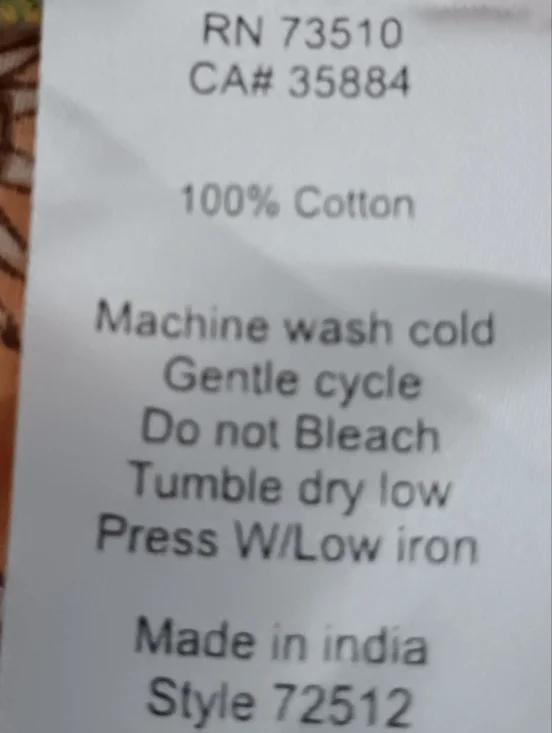 RN 73510
CA# 35884
100% Cotton
Machine wash cold
Gentle cycle
Do not Bleach
Tumble dry low
Press W/Low iron
Made in india
Style 72512